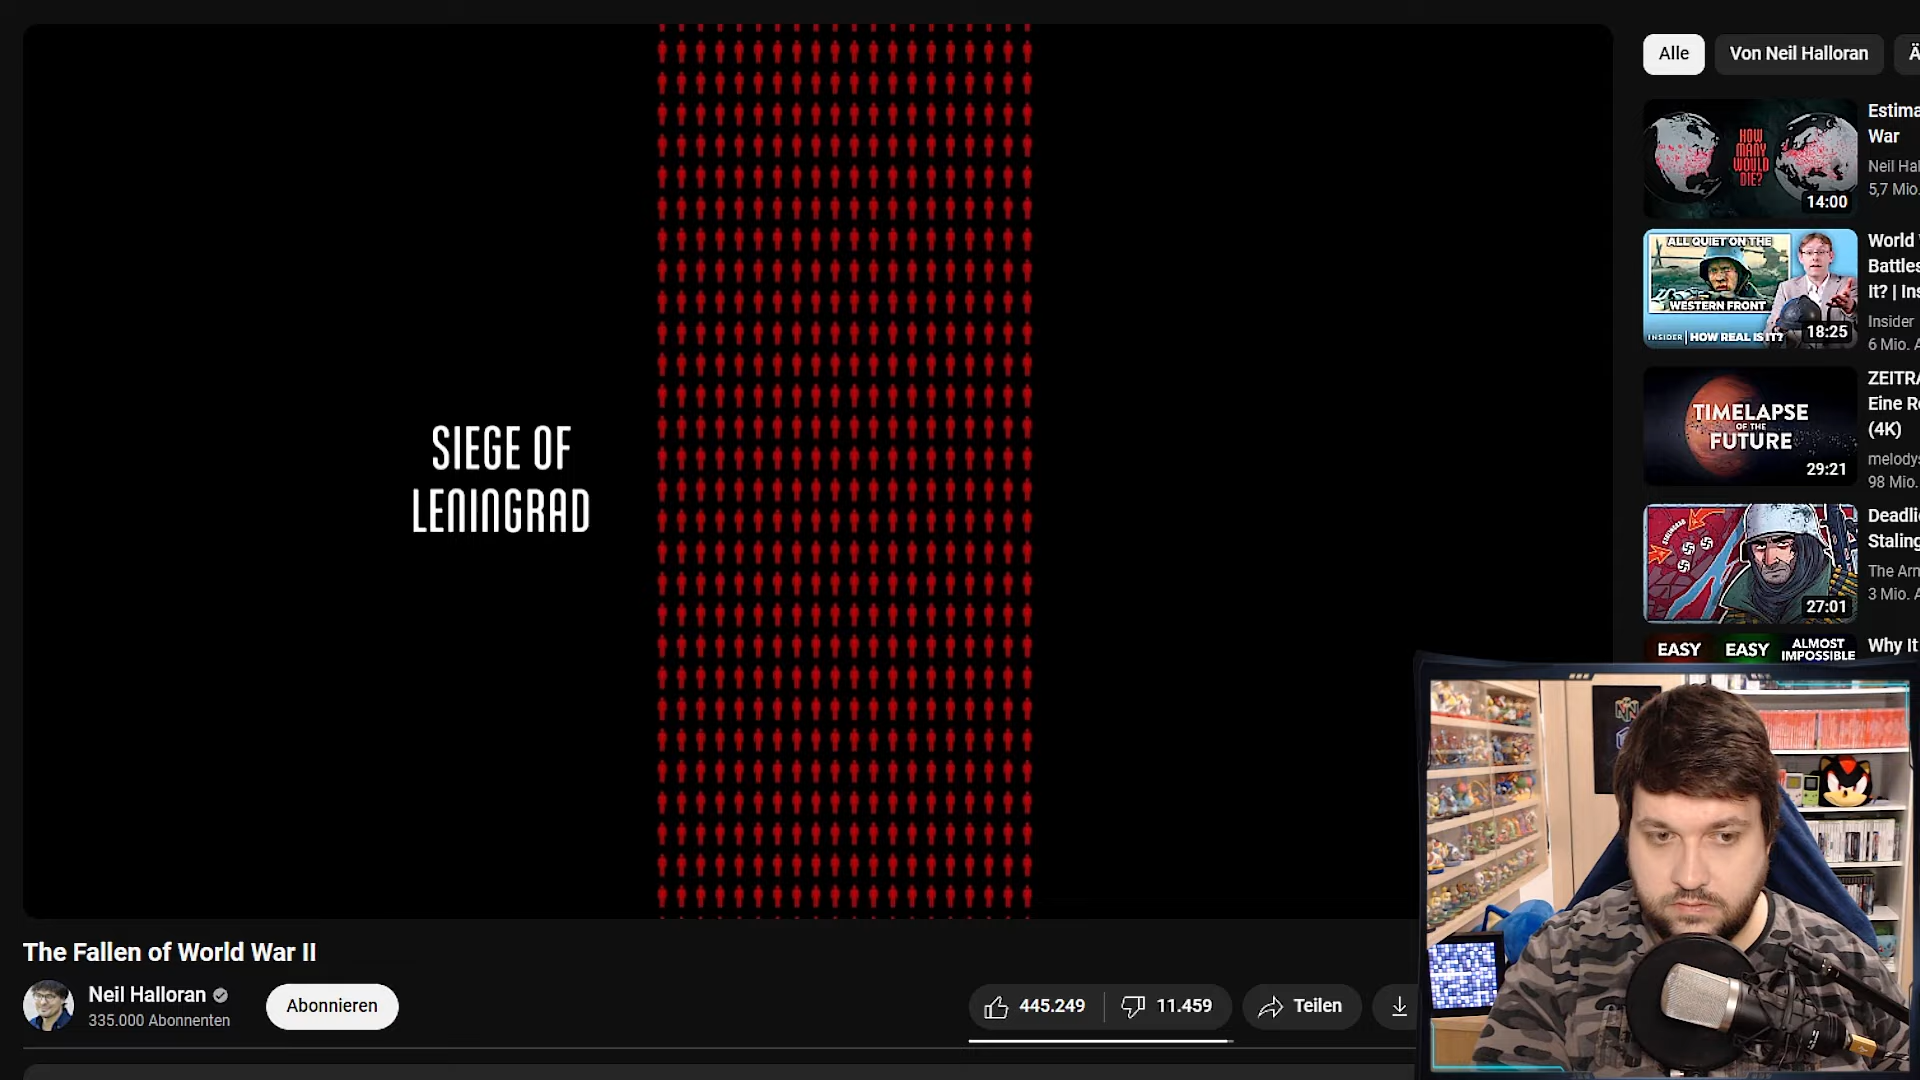 SIEGE OF
LENINGRAD
The Fallen of World War II
Neil Halloran
335.000 Abonnenten
Abonnieren
445.249
11.459
Teilen
Alle
Von Neil Halloran
HOW
MANY
WOULD
DIE?
14:00
Estima
War
Neil Hal
5,7 Mio.
ALL QUIET ON THE
WESTERN FRONT
INSIDER | HOW REAL IS IT?
18:25
World
Battles
It? | Ins
Insider
6 Mio. A
TIMELAPSE
OF THE
FUTURE
29:21
ZEITRA
Eine Re
(4K)
melodys
98 Mio.
STALINGRAD
27:01
Deadlie
Staling
The Arm
3 Mio. A
EASY EASY ALMOST
IMPOSSIBLE
Why It